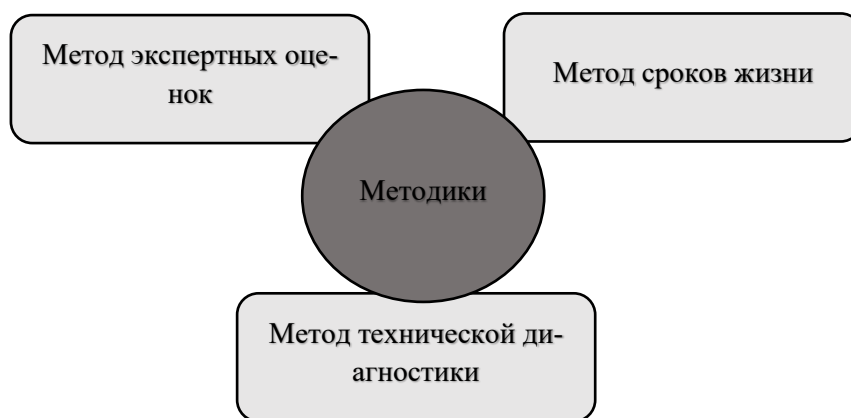 Метод экспертных оце-
нок
Метод сроков жизни
Методики
Метод технической ди-
агностики